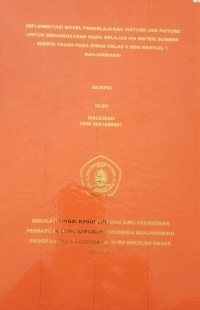 IMPLEMENTASI MODEL PEMBELAJARAN PICTURE AND PICTURE
UNTUK MENINGKATKAN HASIL BELAJAR IPA MATERI SUMBER
ENERGI PANAS PADA SISWA KELAS SDN MANTUIL 1
BANJARMASIN
SKRIPSI
OLEH
MAULIDAH
NPM
SEKOLAH TINGGI KEGURUAN DAN ILMU PENDIDIKAN
PERSATUAN GURU REPUBLIK INDONESIA BANJARMASIN
PROGRAM STUDI PENDIDIKAN GURU SEKOLAH DASAR